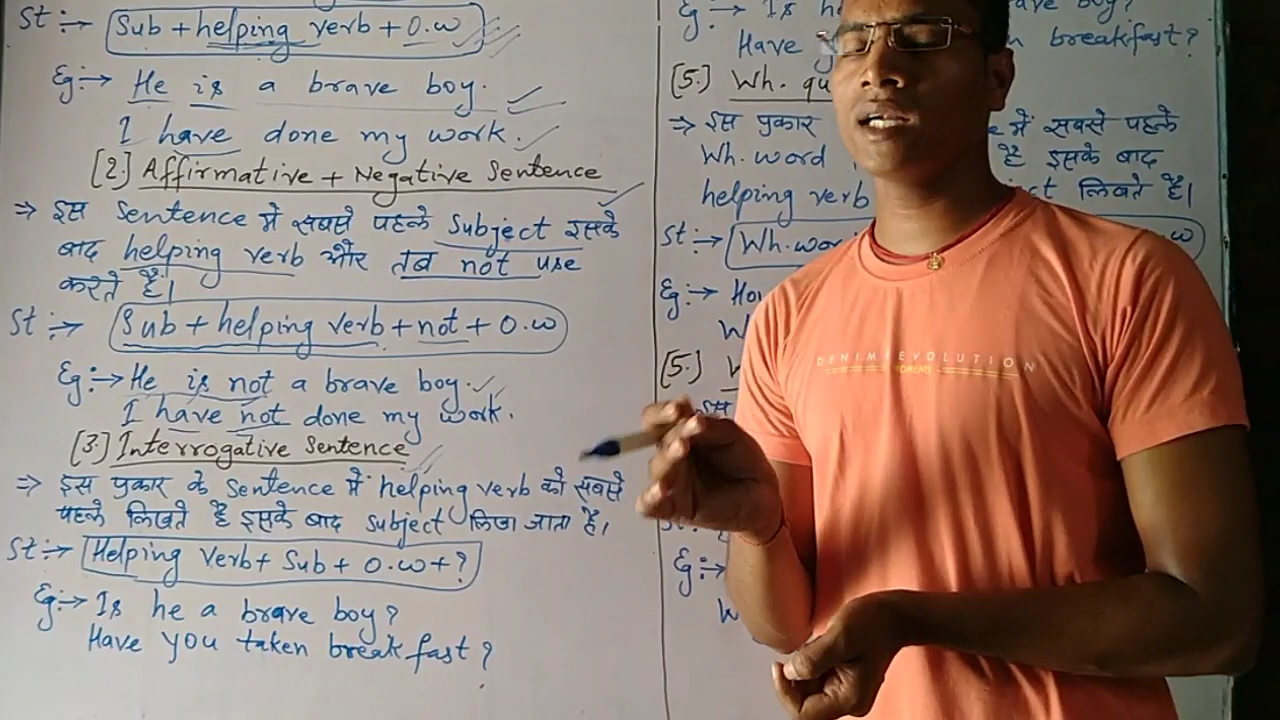 St :→ Sub + helping verb + O.w
Eg:→ He is a brave boy.
I have done my work.
[2.] Affirmative + Negative Sentence
⇒ इस Sentence में सबसे पहले Subject इसके
बाद helping verb और तब not use
करते है।
St :→ Sub + helping verb + not + O.w
Eg:→ He is not a brave boy.
I have not done my work.
[3.] Interrogative Sentence
⇒ इस प्रकार के Sentence में helping verb को सबसे
पहले लिखते है इसके बाद subject लिखा जाता है।
St :→ Helping Verb + Sub + O.w + ?
Eg:→ Is he a brave boy?
Have you taken breakfast?
Eg:→ Is boy?
Have breakfast?
[5.] Wh. qu
⇒ इस प्रकार में सबसे पहले
Wh. word है इसके बाद
helping verb लिखते है।
St:→ Wh. wor w
Eg:→ How
[5.]
Eg:→
DENIM REVOLUTION